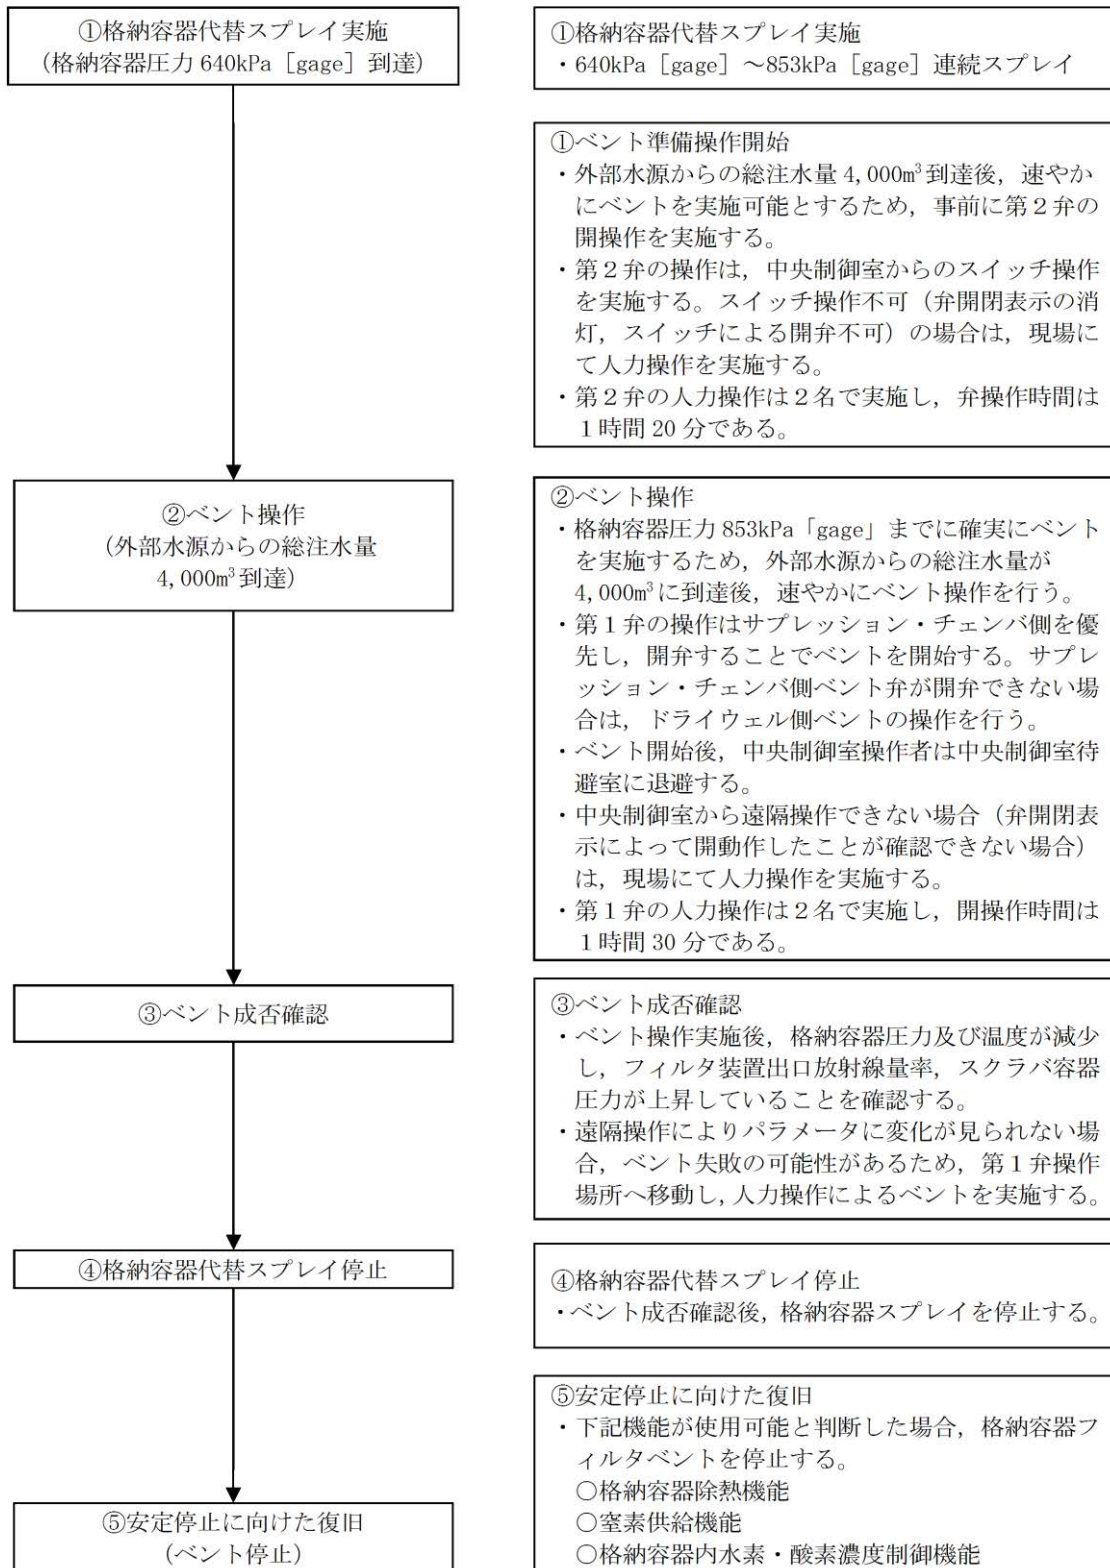 ①格納容器代替スプレイ実施
(格納容器圧力 640kPa［gage］到達)
①格納容器代替スプレイ実施
・640kPa［gage］～853kPa［gage］連続スプレイ
①ベント準備操作開始
・外部水源からの総注水量 4,000m³到達後，速やか
にベントを実施可能とするため，事前に第２弁の
開操作を実施する。
・第２弁の操作は，中央制御室からのスイッチ操作
を実施する。スイッチ操作不可（弁開閉表示の消
灯，スイッチによる開弁不可）の場合は，現場に
て人力操作を実施する。
・第２弁の人力操作は２名で実施し，弁操作時間は
１時間 20 分である。
②ベント操作
(外部水源からの総注水量
4,000m³到達)
②ベント操作
・格納容器圧力 853kPa「gage」までに確実にベント
を実施するため，外部水源からの総注水量が
4,000m³に到達後，速やかにベント操作を行う。
・第１弁の操作はサプレッション・チェンバ側を優
先し，開弁することでベントを開始する。サプレ
ッション・チェンバ側ベント弁が開弁できない場
合は，ドライウェル側ベントの操作を行う。
・ベント開始後，中央制御室操作者は中央制御室待
避室に退避する。
・中央制御室から遠隔操作できない場合（弁開閉表
示によって開動作したことが確認できない場合）
は，現場にて人力操作を実施する。
・第１弁の人力操作は２名で実施し，開操作時間は
１時間 30 分である。
③ベント成否確認
③ベント成否確認
・ベント操作実施後，格納容器圧力及び温度が減少
し，フィルタ装置出口放射線量率，スクラバ容器
圧力が上昇していることを確認する。
・遠隔操作によりパラメータに変化が見られない場
合，ベント失敗の可能性があるため，第１弁操作
場所へ移動し，人力操作によるベントを実施する。
④格納容器代替スプレイ停止
④格納容器代替スプレイ停止
・ベント成否確認後，格納容器スプレイを停止する。
⑤安定停止に向けた復旧
(ベント停止)
⑤安定停止に向けた復旧
・下記機能が使用可能と判断した場合，格納容器フ
ィルタベントを停止する。
○格納容器除熱機能
○窒素供給機能
○格納容器内水素・酸素濃度制御機能